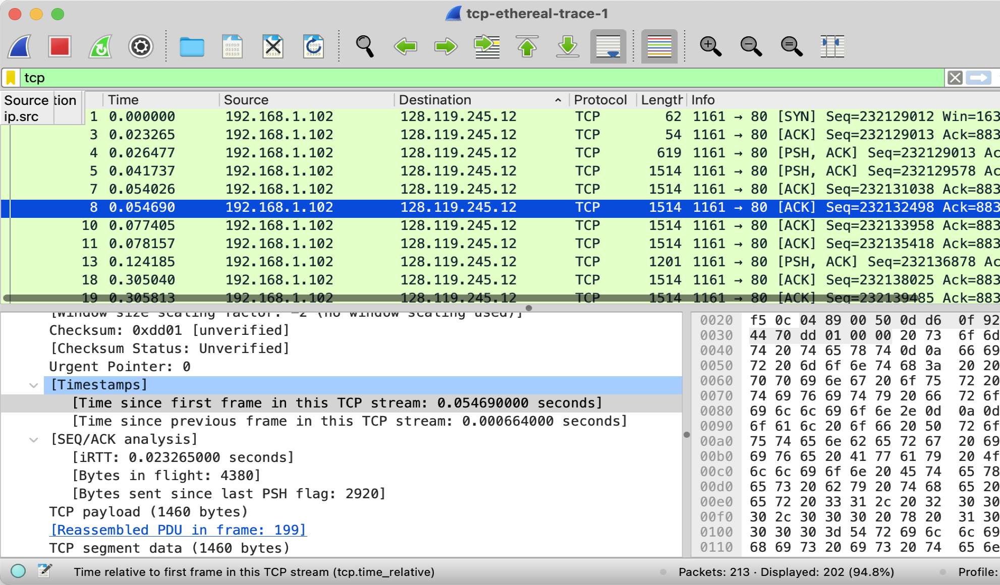 tcp-ethereal-trace-1
tcp
Source tion Time Source Destination Protocol Length Info
ip.src
1 0.000000 192.168.1.102 128.119.245.12 TCP 62 1161 → 80 [SYN] Seq=232129012 Win=163
3 0.023265 192.168.1.102 128.119.245.12 TCP 54 1161 → 80 [ACK] Seq=232129013 Ack=883
4 0.026477 192.168.1.102 128.119.245.12 TCP 619 1161 → 80 [PSH, ACK] Seq=232129013 Ac
5 0.041737 192.168.1.102 128.119.245.12 TCP 1514 1161 → 80 [PSH, ACK] Seq=232129578 Ac
7 0.054026 192.168.1.102 128.119.245.12 TCP 1514 1161 → 80 [ACK] Seq=232131038 Ack=883
8 0.054690 192.168.1.102 128.119.245.12 TCP 1514 1161 → 80 [ACK] Seq=232132498 Ack=883
10 0.077405 192.168.1.102 128.119.245.12 TCP 1514 1161 → 80 [ACK] Seq=232133958 Ack=883
11 0.078157 192.168.1.102 128.119.245.12 TCP 1514 1161 → 80 [ACK] Seq=232135418 Ack=883
13 0.124185 192.168.1.102 128.119.245.12 TCP 1201 1161 → 80 [PSH, ACK] Seq=232136878 Ac
18 0.305040 192.168.1.102 128.119.245.12 TCP 1514 1161 → 80 [ACK] Seq=232138025 Ack=883
19 0.305813 192.168.1.102 128.119.245.12 TCP 1514 1161 → 80 [ACK] Seq=232139485 Ack=883
[Window size scaling factor: -2 (no window scaling used)]
Checksum: 0xdd01 [unverified]
[Checksum Status: Unverified]
Urgent Pointer: 0
[Timestamps]
[Time since first frame in this TCP stream: 0.054690000 seconds]
[Time since previous frame in this TCP stream: 0.000664000 seconds]
[SEQ/ACK analysis]
[iRTT: 0.023265000 seconds]
[Bytes in flight: 4380]
[Bytes sent since last PSH flag: 2920]
TCP payload (1460 bytes)
[Reassembled PDU in frame: 199]
TCP segment data (1460 bytes)
0020 f5 0c 04 89 00 50 0d d6 0f 92
0030 44 70 dd 01 00 00 20 73 6f 6d
0040 74 20 74 65 78 74 0d 0a 66 69
0050 72 20 6d 6f 6e 74 68 3a 20 20
0060 70 70 69 6e 67 20 6f 75 72 20
0070 74 69 76 69 74 79 20 66 72 6f
0080 69 6c 6c 69 6f 6e 2e 0d 0a 0d
0090 6f 61 6c 20 6f 66 20 50 72 6f
00a0 75 74 65 6e 62 65 72 67 20 69
00b0 69 76 65 20 41 77 61 79 20 4f
00c0 6c 6c 69 6f 6e 20 45 74 65 78
00d0 65 73 20 62 79 20 74 68 65 20
00e0 65 72 20 33 31 2c 20 32 30 30
00f0 30 2c 30 30 30 20 78 20 31 30
0100 30 30 30 3d 54 72 69 6c 6c 69
0110 68 69 73 20 69 73 20 74 65 6e
Time relative to first frame in this TCP stream (tcp.time_relative)
Packets: 213 · Displayed: 202 (94.8%)
Profile: